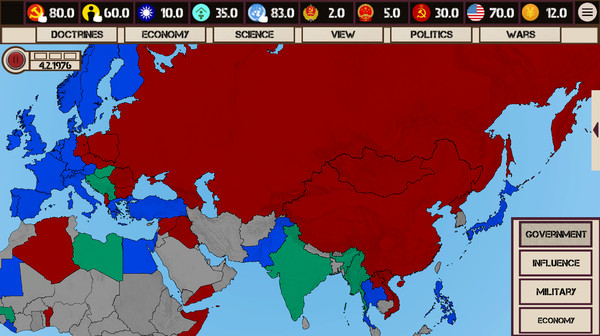 80.0 60.0 10.0 35.0 83.0 2.0 5.0 30.0 70.0 12.0
DOCTRINES ECONOMY SCIENCE VIEW POLITICS WARS
4.2.1976
GOVERNMENT
INFLUENCE
MILITARY
ECONOMY